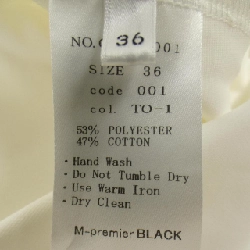 36
NO. 001
SIZE 36
code 001
col. TO-1
53% POLYESTER
47% COTTON
· Hand Wash
· Do Not Tumble Dry
· Use Warm Iron
· Dry Clean
M-premier-BLACK